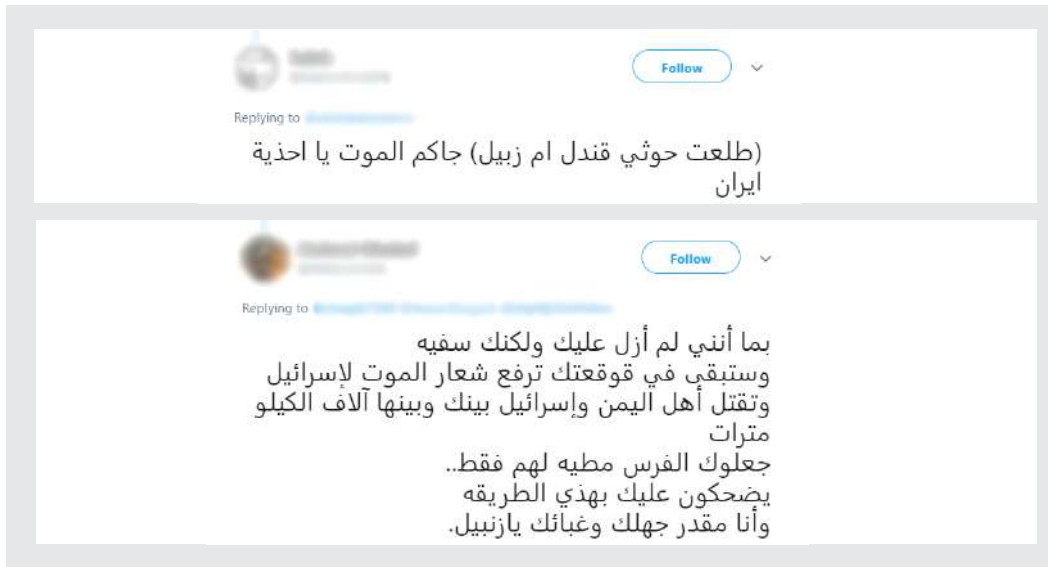 Follow
Replying to
(طلعت حوثي قندل ام زبيل) جاكم الموت يا احذية
ايران
Follow
Replying to
بما أنني لم أزل عليك ولكنك سفيه
وستبقى في قوقعتك ترفع شعار الموت لإسرائيل
وتقتل أهل اليمن وإسرائيل بينك وبينها آلاف الكيلو
مترات
جعلوك الفرس مطيه لهم فقط..
يضحكون عليك بهذي الطريقه
وأنا مقدر جهلك وغبائك يازنبيل.